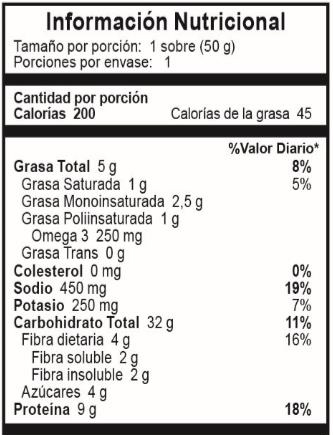 Información Nutricional
Tamaño por porción: 1 sobre (50 g)
Porciones por envase: 1
Cantidad por porción
Calorías 200 Calorías de la grasa 45
%Valor Diario*
Grasa Total 5 g 8%
Grasa Saturada 1 g 5%
Grasa Monoinsaturada 2,5 g
Grasa Poliinsaturada 1 g
Omega 3 250 mg
Grasa Trans 0 g
Colesterol 0 mg 0%
Sodio 450 mg 19%
Potasio 250 mg 7%
Carbohidrato Total 32 g 11%
Fibra dietaria 4 g 16%
Fibra soluble 2 g
Fibra insoluble 2 g
Azúcares 4 g
Proteína 9 g 18%